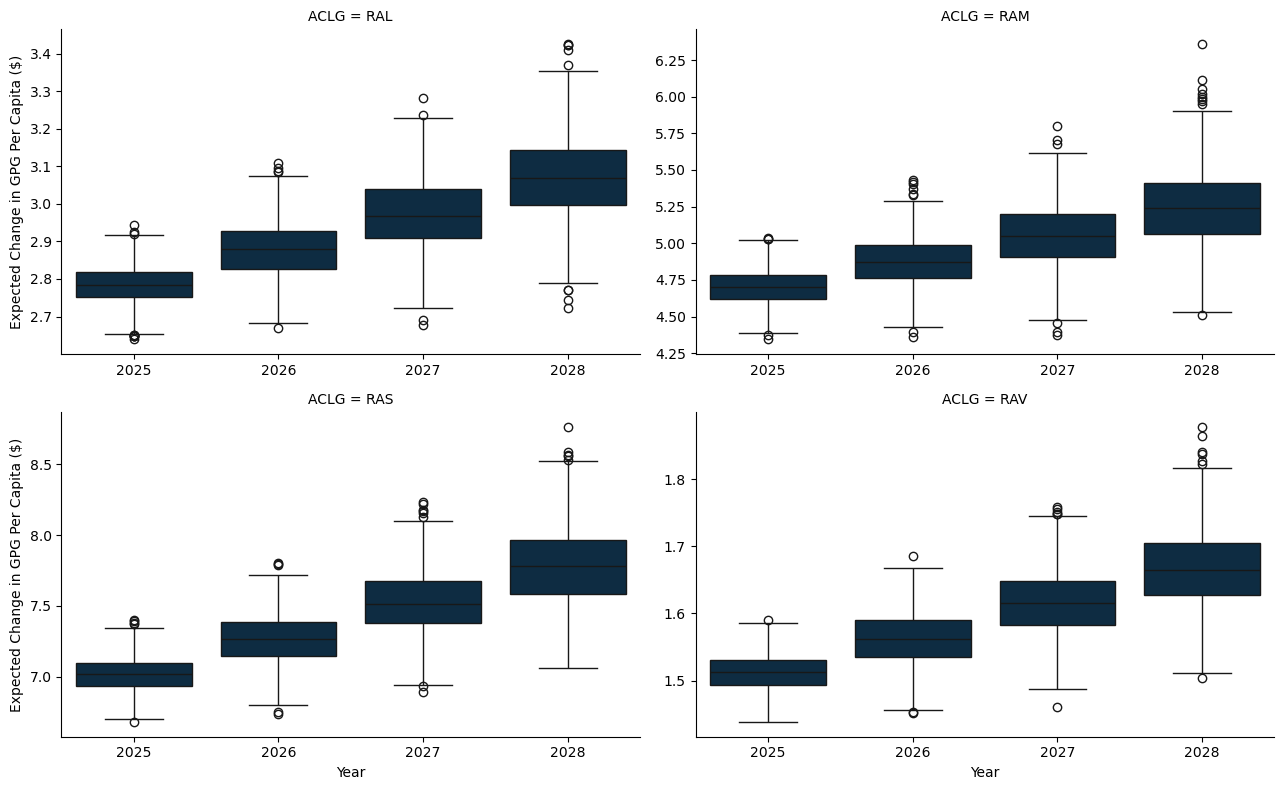 ACLG = RAL
Expected Change in GPG Per Capita ($)
3.4
3.3
3.2
3.1
3.0
2.9
2.8
2.7
2025 2026 2027 2028
ACLG = RAM
6.25
6.00
5.75
5.50
5.25
5.00
4.75
4.50
4.25
2025 2026 2027 2028
ACLG = RAS
Expected Change in GPG Per Capita ($)
8.5
8.0
7.5
7.0
2025 2026 2027 2028
Year
ACLG = RAV
1.8
1.7
1.6
1.5
2025 2026 2027 2028
Year